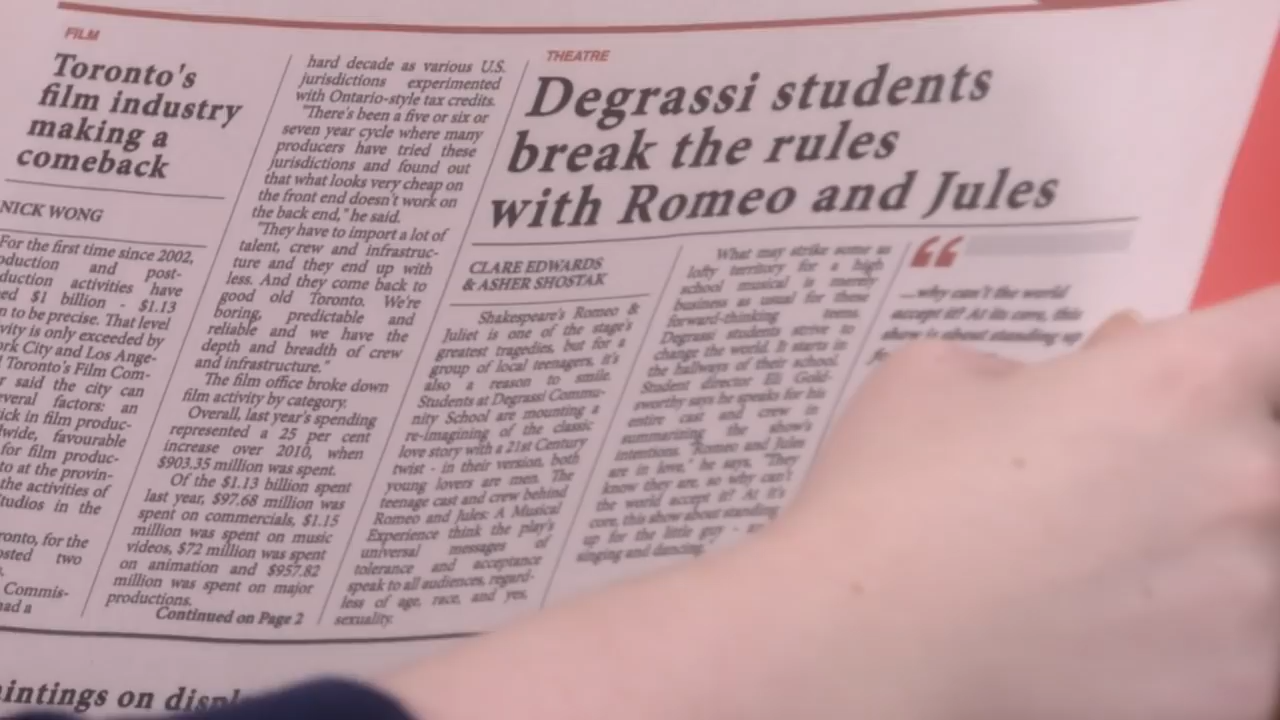 FILM
Toronto's
film industry
making a
comeback
NICK WONG
For the first time since 2002,
oduction and post-
duction activities have
ed $1 billion - $1.13
n to be precise. That level
vity is only exceeded by
ork City and Los Ange-
l Toronto's Film Com-
r said the city can
everal factors: an
ick in film produc-
wide, favourable
for film produc-
to at the provin-
the activities of
tudios in the
ronto, for the
osted two
Commis-
ad a
hard decade as various U.S.
jurisdictions experimented
with Ontario-style tax credits.
"There's been a five or six or
seven year cycle where many
producers have tried these
jurisdictions and found out
that what looks very cheap on
the front end doesn't work on
the back end," he said.
"They have to import a lot of
talent, crew and infrastruc-
ture and they end up with
less. And they come back to
good old Toronto. We're
boring, predictable and
reliable and we have the
depth and breadth of crew
and infrastructure."
The film office broke down
film activity by category.
Overall, last year's spending
represented a 25 per cent
increase over 2010, when
$903.35 million was spent.
Of the $1.13 billion spent
last year, $97.68 million was
spent on commercials, $1.15
million was spent on music
videos, $72 million was spent
on animation and $957.82
million was spent on major
productions.
Continued on Page 2
THEATRE
Degrassi students
break the rules
with Romeo and Jules
CLARE EDWARDS
& ASHER SHOSTAK
Shakespeare's Romeo &
Juliet is one of the stage's
greatest tragedies, but for a
group of local teenagers, it's
also a reason to smile.
Students at Degrassi Commu-
nity School are mounting a
re-imagining of the classic
love story with a 21st Century
twist - in their version, both
young lovers are men. The
teenage cast and crew behind
Romeo and Jules: A Musical
Experience think the play's
universal messages of
tolerance and acceptance
speak to all audiences, regard-
less of age, race, and yes,
sexuality.
What may strike some as
lofty territory for a high
school musical is merely
business as usual for these
forward-thinking teens.
Degrassi students strive to
change the world. It starts in
the hallways of their school.
Student director Eli Gold-
sworthy says he speaks for his
entire cast and crew in
summarizing the show's
intentions. "Romeo and Jules
are in love," he says, "They
know they are, so why can't
the world accept it? At it's
core, this show about standing
up for the little guy - an
singing and dancing.
“
...why can't the world
accept it? At its core, this
show is about standing up
intings on displ